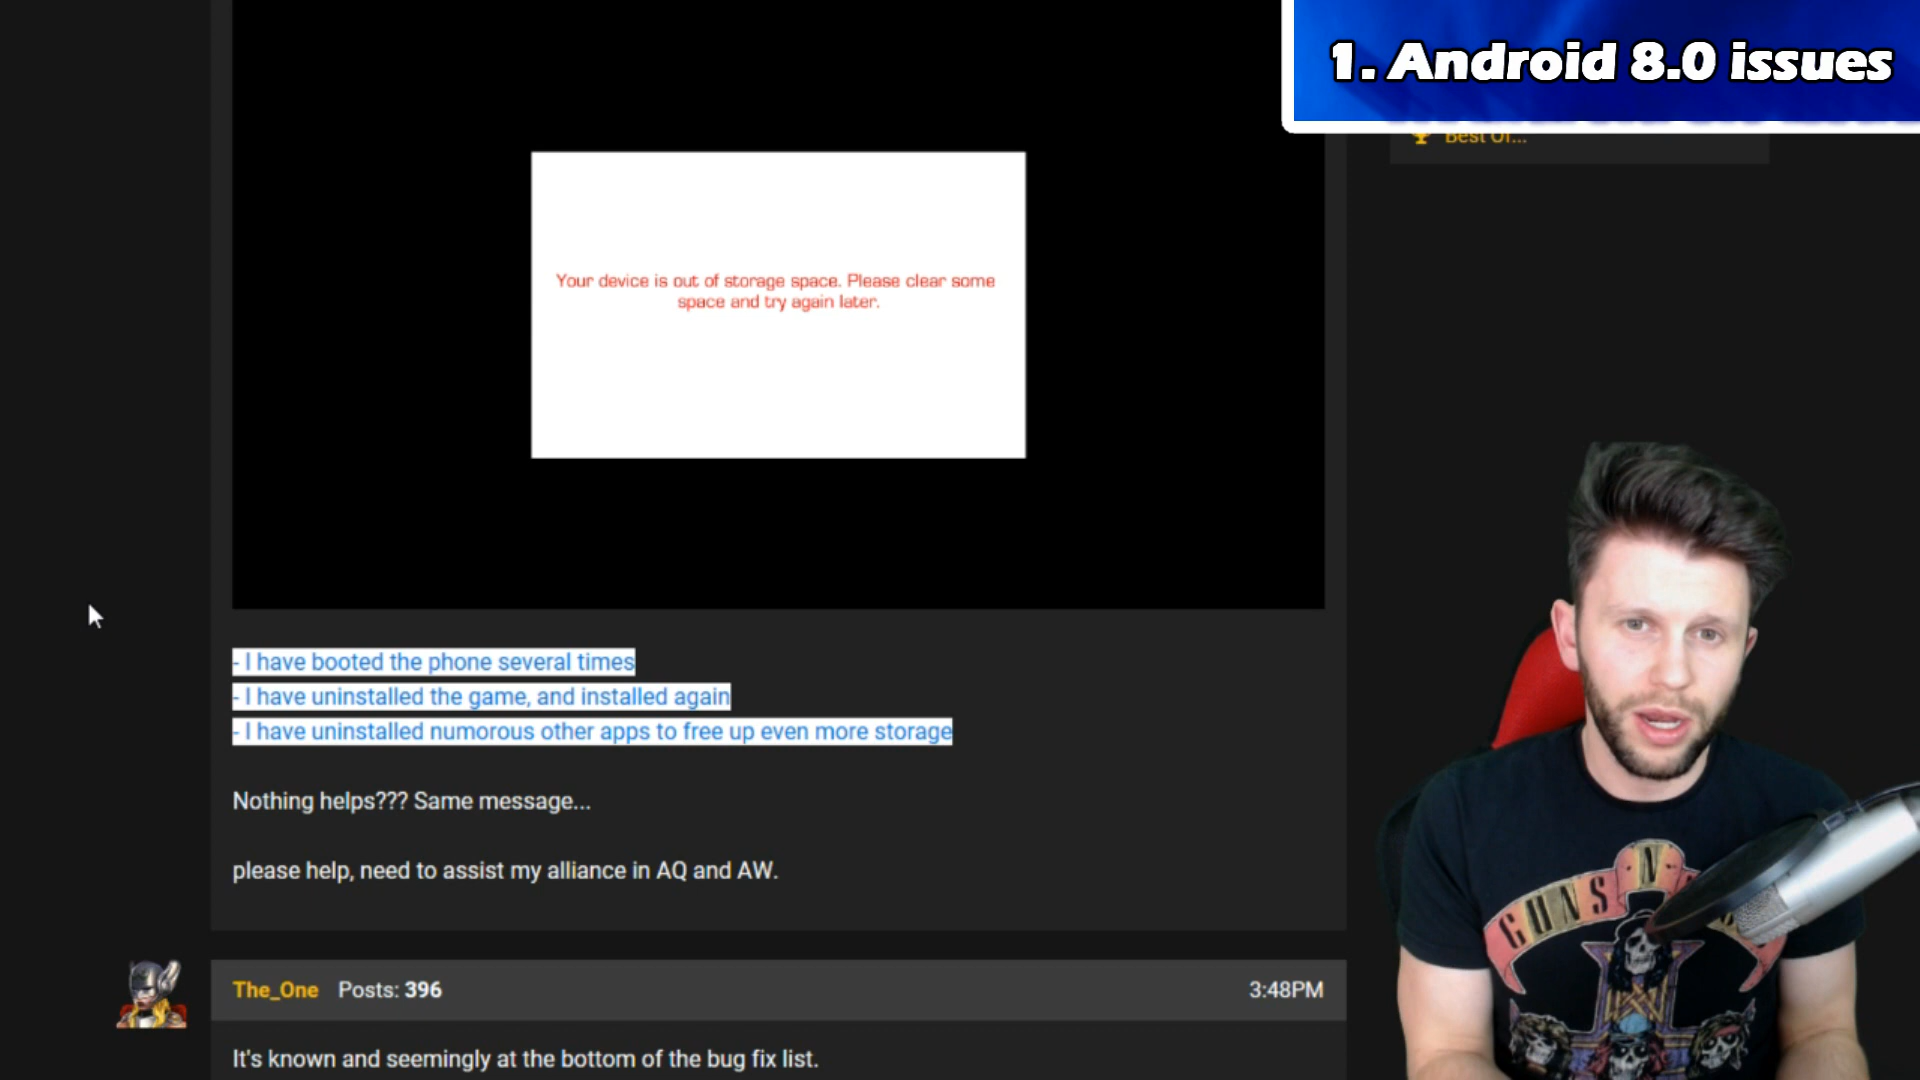 1. Android 8.0 issues
Best Of...
Your device is out of storage space. Please clear some
space and try again later.
- I have booted the phone several times
- I have uninstalled the game, and installed again
- I have uninstalled numorous other apps to free up even more storage
Nothing helps??? Same message...
please help, need to assist my alliance in AQ and AW.
The_One Posts: 396 3:48PM
It's known and seemingly at the bottom of the bug fix list.
GUNS N